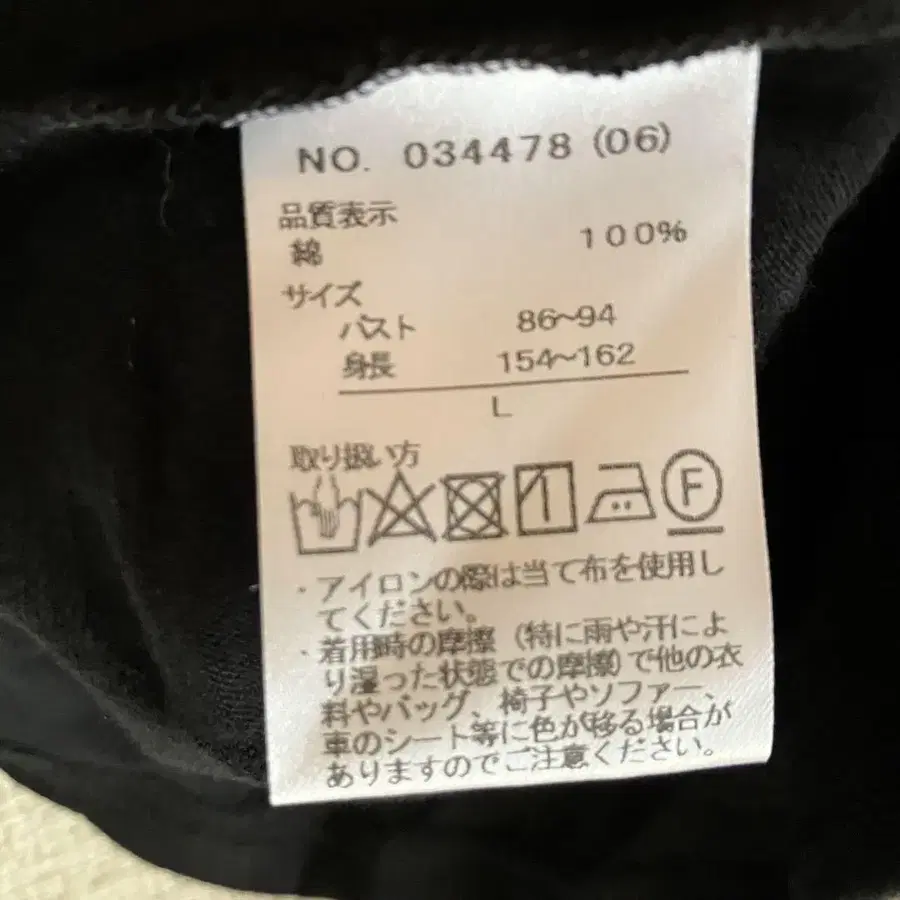 NO. 034478 (06)
品質表示
綿 100%
サイズ
バスト 86~94
身長 154~162
L
取り扱い方
F
・アイロンの際は当て布を使用し
てください。
・着用時の摩擦(特に雨や汗によ
り湿った状態での摩擦)で他の衣
料やバッグ、椅子やソファー、
車のシート等に色が移る場合が
ありますのでご注意ください。